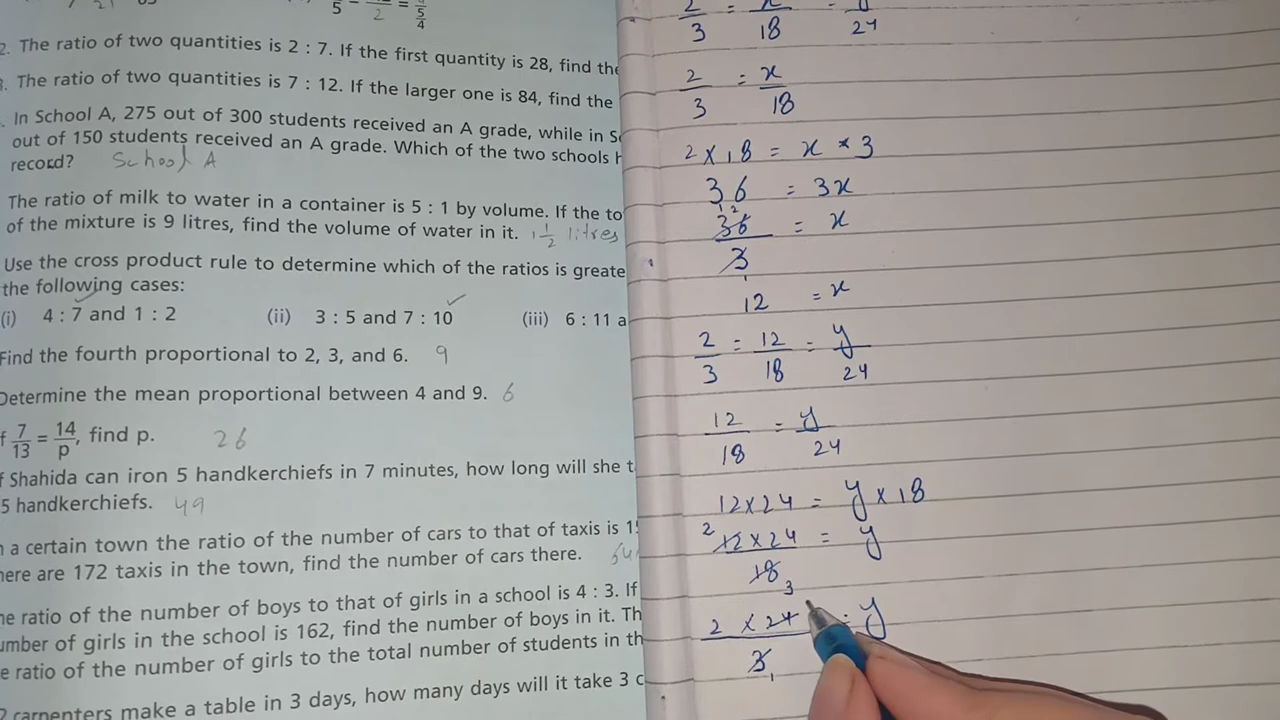 5 − 2 = 5/4
2. The ratio of two quantities is 2 : 7. If the first quantity is 28, find the
The ratio of two quantities is 7 : 12. If the larger one is 84, find the
In School A, 275 out of 300 students received an A grade, while in
out of 150 students received an A grade. Which of the two schools
record? School A
The ratio of milk to water in a container is 5 : 1 by volume. If the to
of the mixture is 9 litres, find the volume of water in it. 1 1/2 litres
Use the cross product rule to determine which of the ratios is greate
the following cases:
(i) 4 : 7 and 1 : 2 (ii) 3 : 5 and 7 : 10 (iii) 6 : 11 a
Find the fourth proportional to 2, 3, and 6. 9
Determine the mean proportional between 4 and 9. 6
f 7/13 = 14/p, find p. 26
f Shahida can iron 5 handkerchiefs in 7 minutes, how long will she t
5 handkerchiefs. 49
n a certain town the ratio of the number of cars to that of taxis is
here are 172 taxis in the town, find the number of cars there.
he ratio of the number of boys to that of girls in a school is 4 : 3. If
umber of girls in the school is 162, find the number of boys in it. Th
e ratio of the number of girls to the total number of students in th
2 carpenters make a table in 3 days, how many days will it take 3 c
2/3 = x/18 = y/24
2/3 = x/18
2 × 18 = x × 3
36 = 3x
36/3 = x
12 = x
2/3 = 12/18 = y/24
12/18 = y/24
12 × 24 = y × 18
2 12 × 24 / 18 3 = y
2 × 24 / 3 1 = y